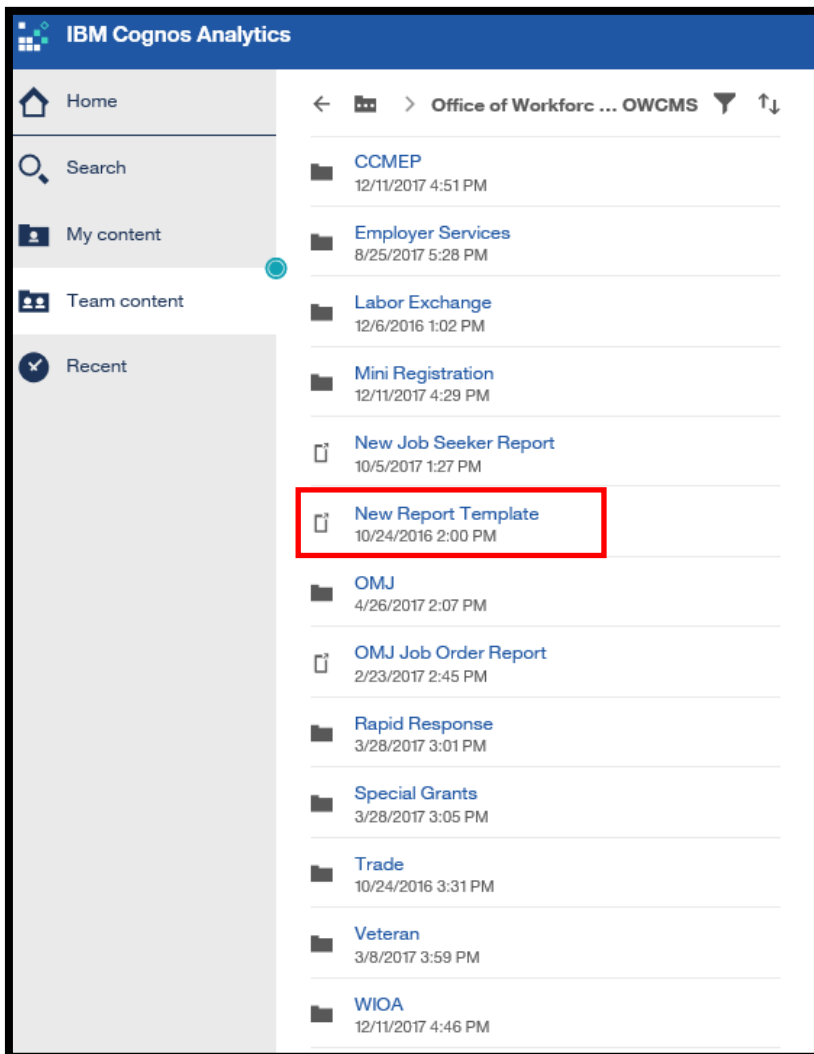 IBM Cognos Analytics
Home
Search
My content
Team content
Recent
Office of Workforc ... OWCMS
CCMEP
12/11/2017 4:51 PM
Employer Services
8/25/2017 5:28 PM
Labor Exchange
12/6/2016 1:02 PM
Mini Registration
12/11/2017 4:29 PM
New Job Seeker Report
10/5/2017 1:27 PM
New Report Template
10/24/2016 2:00 PM
OMJ
4/26/2017 2:07 PM
OMJ Job Order Report
2/23/2017 2:45 PM
Rapid Response
3/28/2017 3:01 PM
Special Grants
3/28/2017 3:05 PM
Trade
10/24/2016 3:31 PM
Veteran
3/8/2017 3:59 PM
WIOA
12/11/2017 4:46 PM